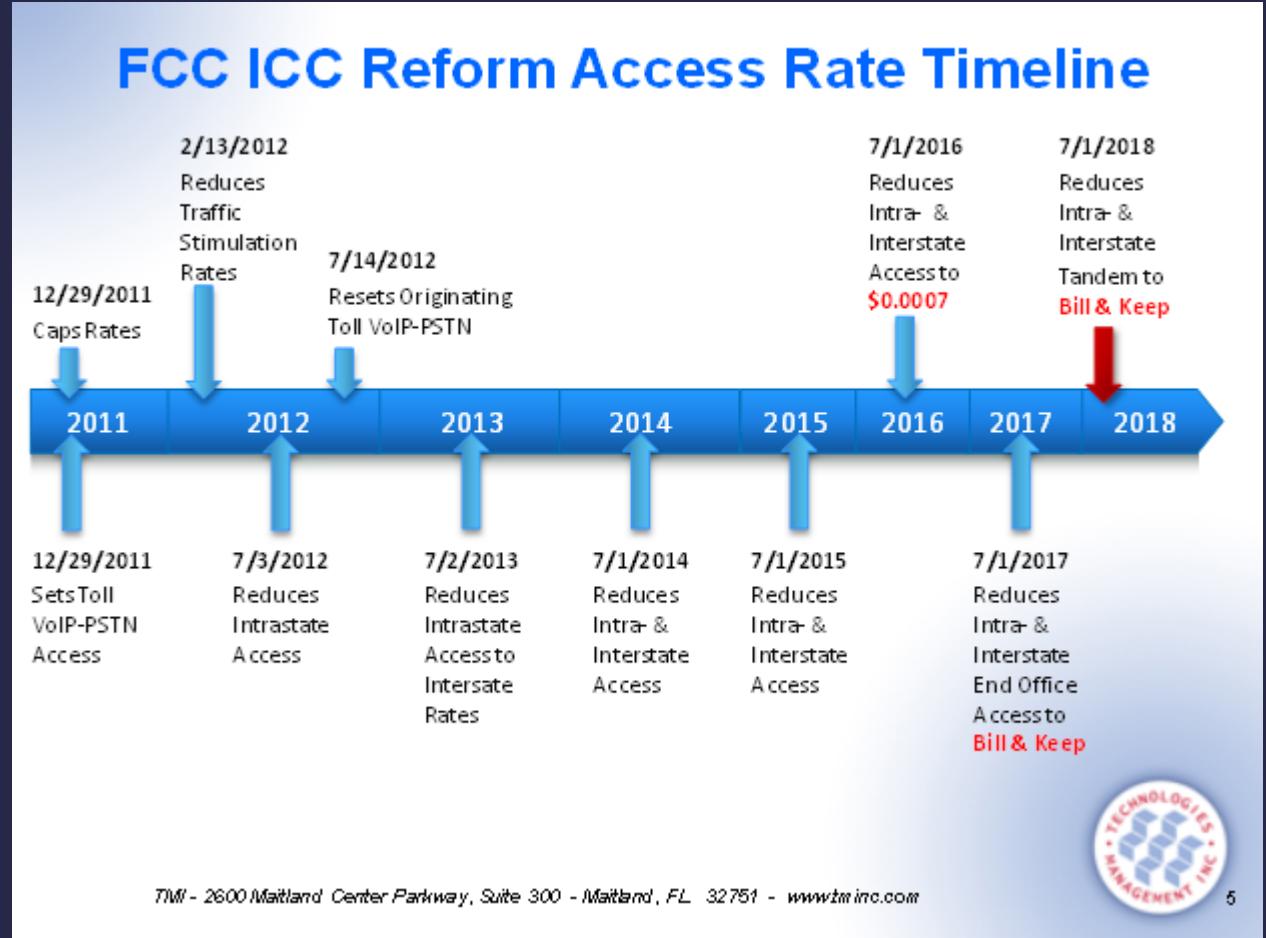 FCC ICC Reform Access Rate Timeline
2/13/2012
Reduces
Traffic
Stimulation
Rates
7/1/2016
Reduces
Intra- &
Interstate
Access to
$0.0007
7/1/2018
Reduces
Intra- &
Interstate
Tandem to
Bill & Keep
7/14/2012
Resets Originating
Toll VoIP-PSTN
12/29/2011
Caps Rates
2011 2012 2013 2014 2015 2016 2017 2018
12/29/2011
Sets Toll
VoIP-PSTN
Access
7/3/2012
Reduces
Intrastate
Access
7/2/2013
Reduces
Intrastate
Access to
Intersate
Rates
7/1/2014
Reduces
Intra- &
Interstate
Access
7/1/2015
Reduces
Intra- &
Interstate
Access
7/1/2017
Reduces
Intra- &
Interstate
End Office
Access to
Bill & Keep
TECHNOLOGIES
MANAGEMENT INC
TMI - 2600 Maitland Center Parkway, Suite 300 - Maitland, FL 32751 - www.tminc.com
5